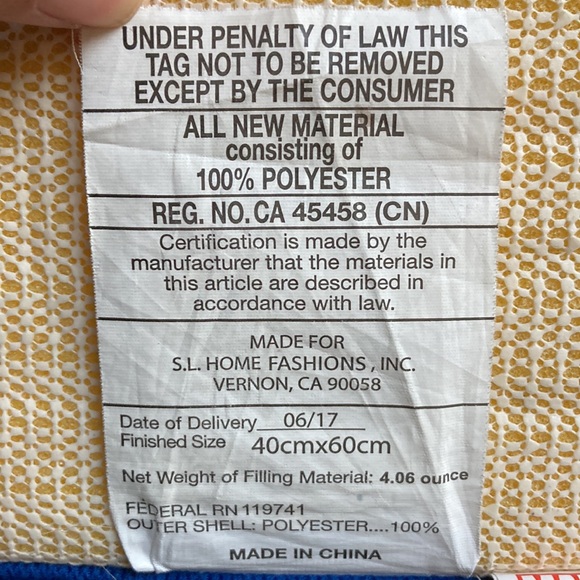 UNDER PENALTY OF LAW THIS
TAG NOT TO BE REMOVED
EXCEPT BY THE CONSUMER
ALL NEW MATERIAL
consisting of
100% POLYESTER
REG. NO. CA 45458 (CN)
Certification is made by the
manufacturer that the materials in
this article are described in
accordance with law.
MADE FOR
S.L. HOME FASHIONS, INC.
VERNON, CA 90058
Date of Delivery 06/17
Finished Size 40cmx60cm
Net Weight of Filling Material: 4.06 ounce
FEDERAL RN 119741
OUTER SHELL: POLYESTER....100%
MADE IN CHINA